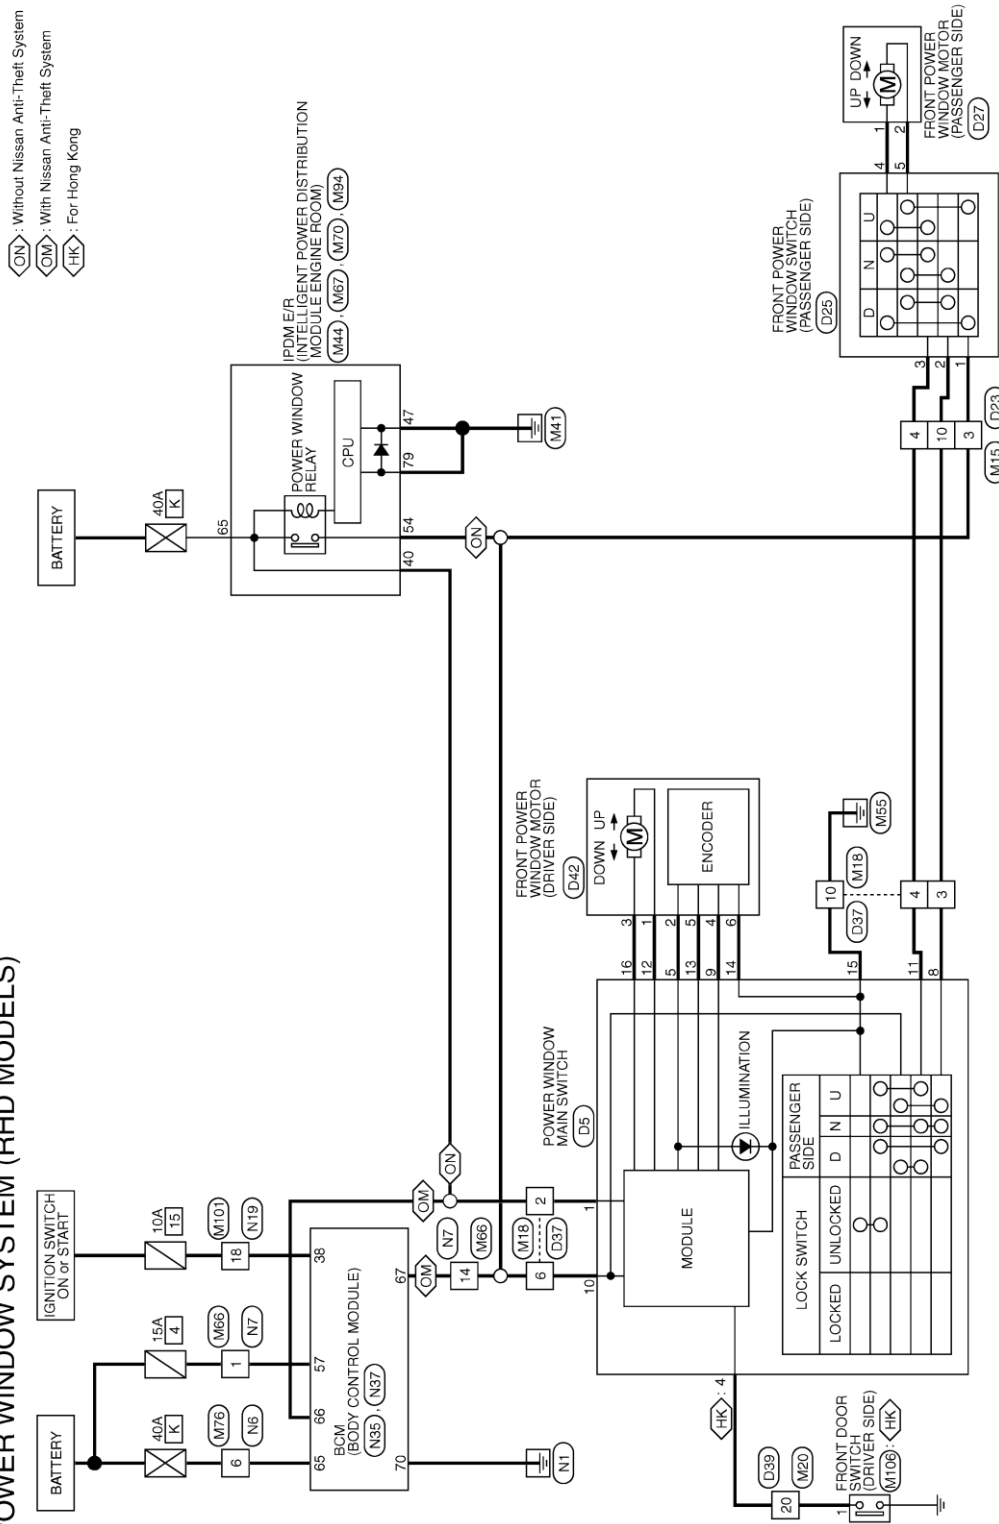 OWER WINDOW SYSTEM (RHD MODELS)
ON : Without Nissan Anti-Theft System
OM : With Nissan Anti-Theft System
HK : For Hong Kong
BATTERY
40A
K
6
M76
N6
65
15A
4
1
M66
N7
57
66
IGNITION SWITCH
ON or START
10A
15
18
M101
N19
38
BCM
(BODY CONTROL MODULE)
N35 , N37
70
67
N1
OM
OM
ON
14
N7
M66
6
2
M18
D37
10
1
BATTERY
40A
K
65
IPDM E/R
(INTELLIGENT POWER DISTRIBUTION
MODULE ENGINE ROOM)
M44 , M67 , M70 , M94
POWER WINDOW
RELAY
CPU
40
54
79
47
ON
M41
POWER WINDOW
MAIN SWITCH
D5
MODULE
ILLUMINATION
LOCK SWITCH
LOCKED
UNLOCKED
PASSENGER
SIDE
D
N
U
16
12
5
13
9
14
15
11
8
HK : 4
D39
M20
20
1
FRONT DOOR
SWITCH
(DRIVER SIDE)
M106 : HK
FRONT POWER
WINDOW MOTOR
(DRIVER SIDE)
D42
DOWN UP
M
ENCODER
3
1
2
5
4
6
10
4
3
D37
M18
M55
4
10
3
M15
D23
3
2
1
FRONT POWER
WINDOW SWITCH
(PASSENGER SIDE)
D25
D
N
U
4
5
1
2
UP DOWN
M
FRONT POWER
WINDOW MOTOR
(PASSENGER SIDE)
D27